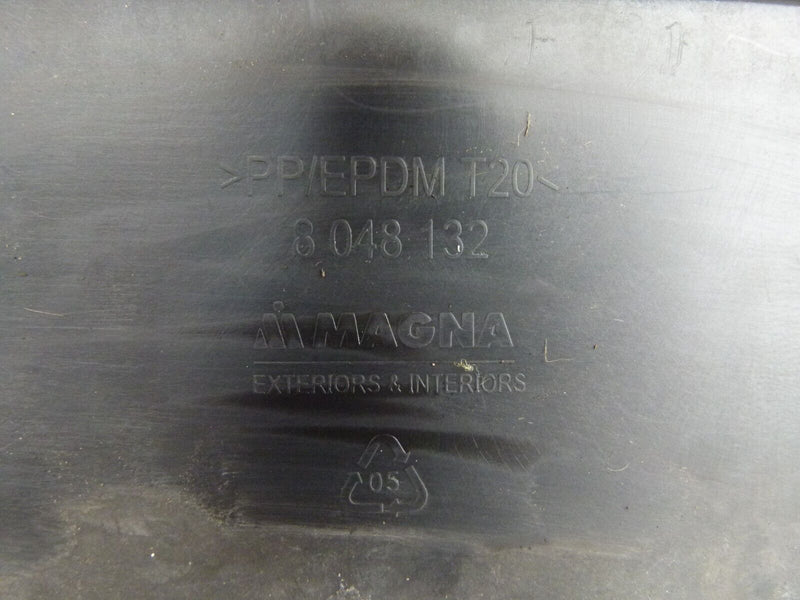 >PP/EPDM T20<
8 048 132
MAGNA
EXTERIORS & INTERIORS
05